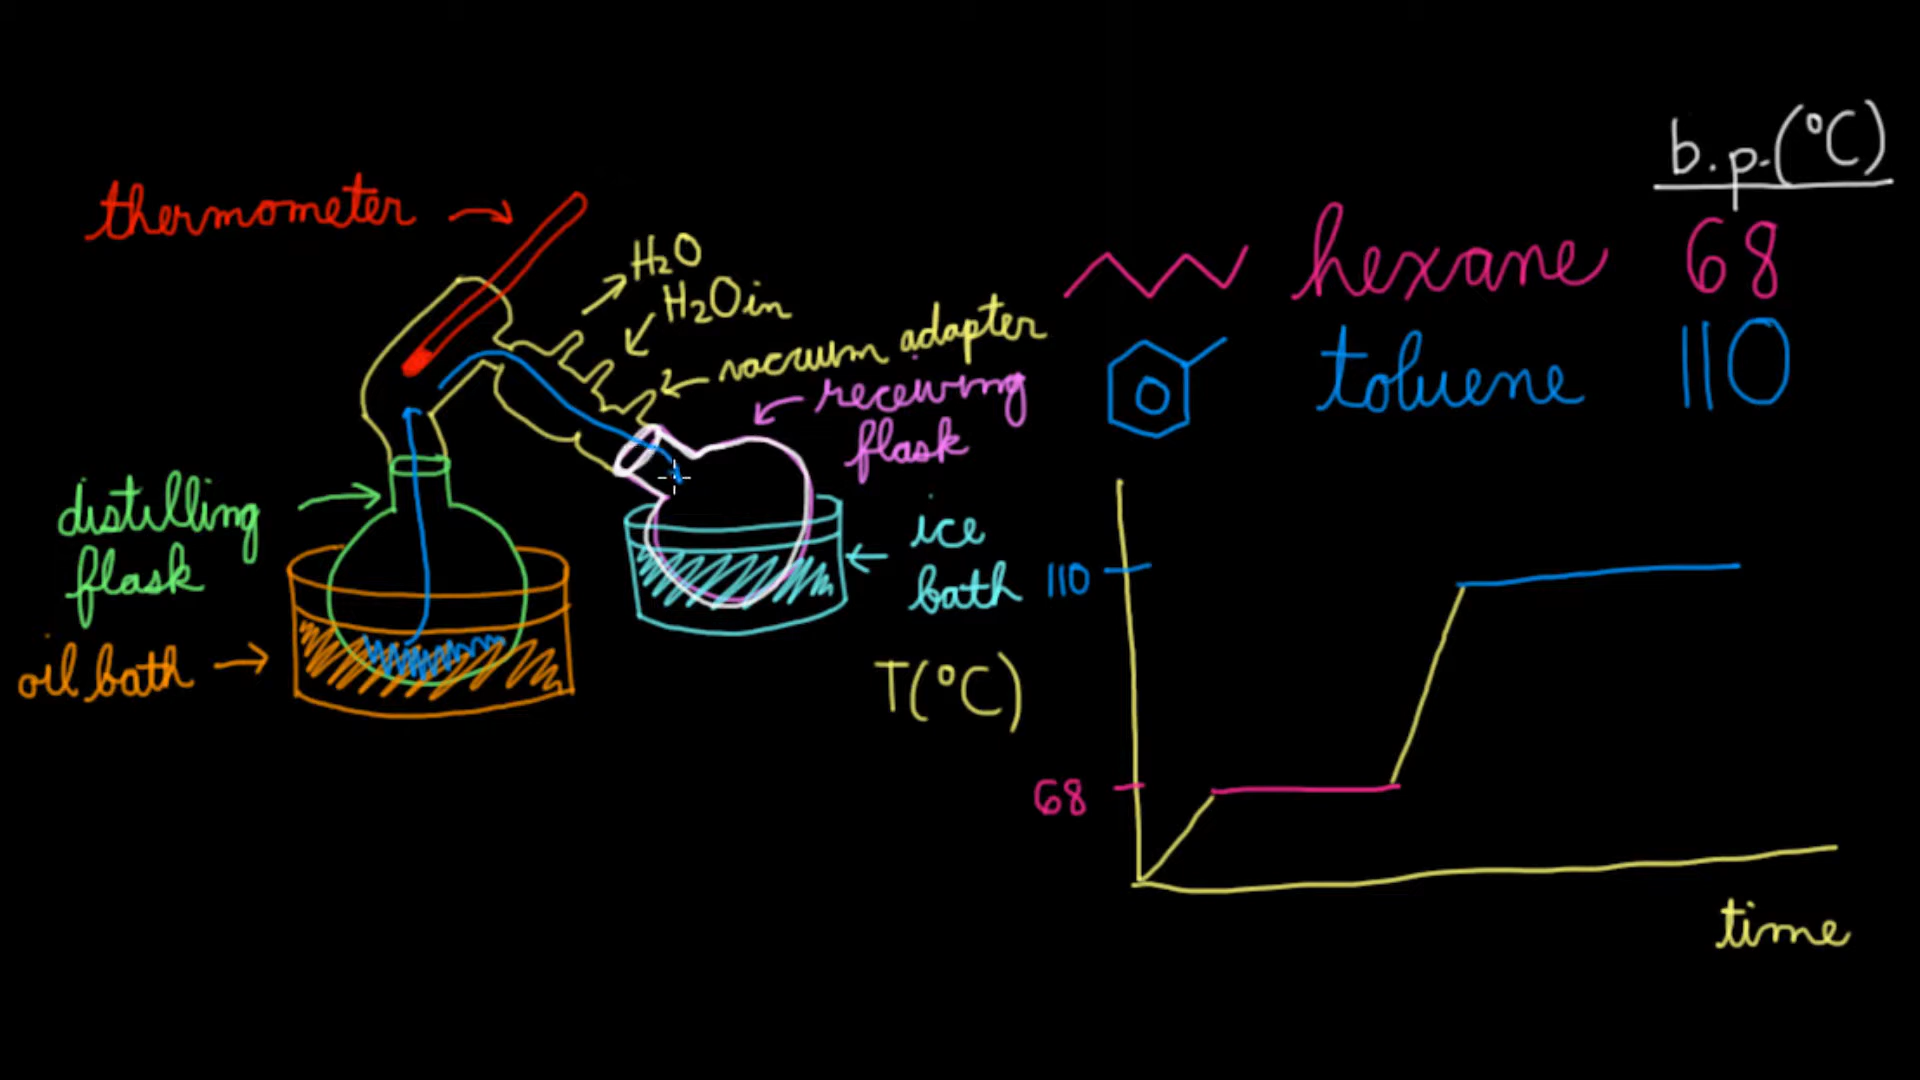 thermometer
H₂O
H₂O in
vacuum adapter
receiving
flask
distilling
flask
oil bath
ice
bath
b.p. (°C)
hexane 68
toluene 110
T(°C)
110
68
time